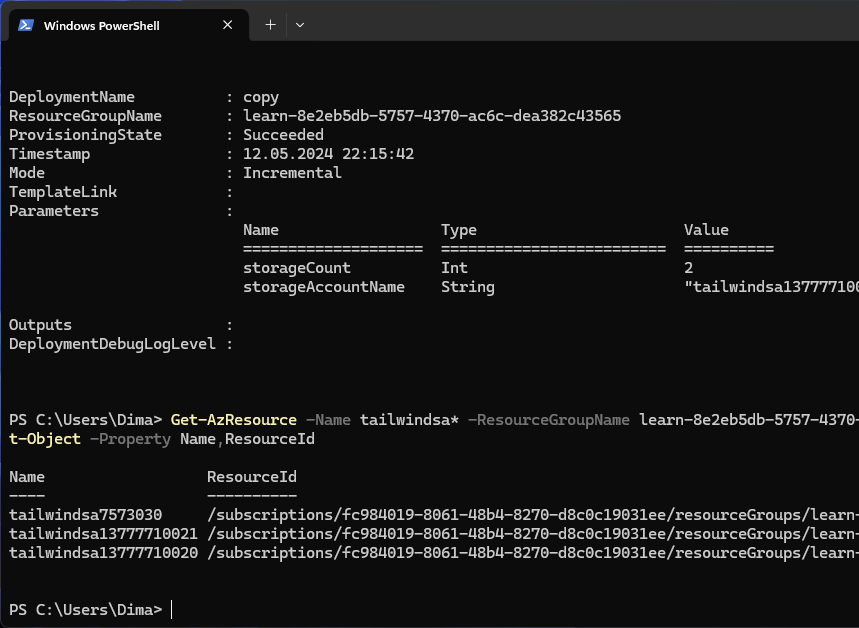 Windows PowerShell
DeploymentName : copy
ResourceGroupName : learn-8e2eb5db-5757-4370-ac6c-dea382c43565
ProvisioningState : Succeeded
Timestamp : 12.05.2024 22:15:42
Mode : Incremental
TemplateLink :
Parameters :
Name Type Value
==================== ========================= ==========
storageCount Int 2
storageAccountName String "tailwindsa137777100
Outputs :
DeploymentDebugLogLevel :
PS C:\Users\Dima> Get-AzResource -Name tailwindsa* -ResourceGroupName learn-8e2eb5db-5757-4370-
t-Object -Property Name,ResourceId
Name ResourceId
---- ----------
tailwindsa7573030 /subscriptions/fc984019-8061-48b4-8270-d8c0c19031ee/resourceGroups/learn-
tailwindsa13777710021 /subscriptions/fc984019-8061-48b4-8270-d8c0c19031ee/resourceGroups/learn-
tailwindsa13777710020 /subscriptions/fc984019-8061-48b4-8270-d8c0c19031ee/resourceGroups/learn-
PS C:\Users\Dima>